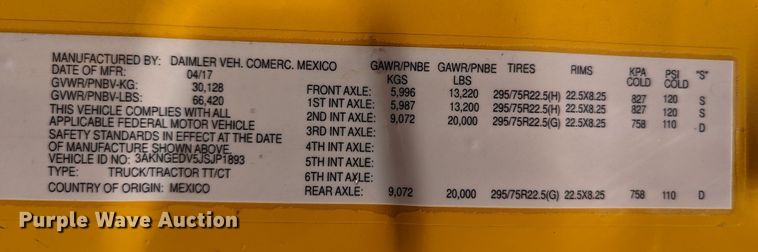 MANUFACTURED BY: DAIMLER VEH. COMERC. MEXICO
DATE OF MFR: 04/17
GVWR/PNBV-KG: 30,128
GVWR/PNBV-LBS: 66,420
THIS VEHICLE COMPLIES WITH ALL
APPLICABLE FEDERAL MOTOR VEHICLE
SAFETY STANDARDS IN EFFECT AT THE DATE
OF MANUFACTURE SHOWN ABOVE.
VEHICLE ID NO: 3AKNGEDV5JSJP1893
TYPE: TRUCK/TRACTOR TT/CT
COUNTRY OF ORIGIN: MEXICO
GAWR/PNBE GAWR/PNBE TIRES RIMS KPA PSI "S"
KGS LBS COLD COLD
FRONT AXLE: 5,996 13,220 295/75R22.5(H) 22.5X8.25 827 120 S
1ST INT AXLE: 5,987 13,200 295/75R22.5(H) 22.5X8.25 827 120 S
2ND INT AXLE: 9,072 20,000 295/75R22.5(G) 22.5X8.25 758 110 D
3RD INT AXLE:
4TH INT AXLE:
5TH INT AXLE:
6TH INT AXLE:
REAR AXLE: 9,072 20,000 295/75R22.5(G) 22.5X8.25 758 110 D
Purple Wave Auction